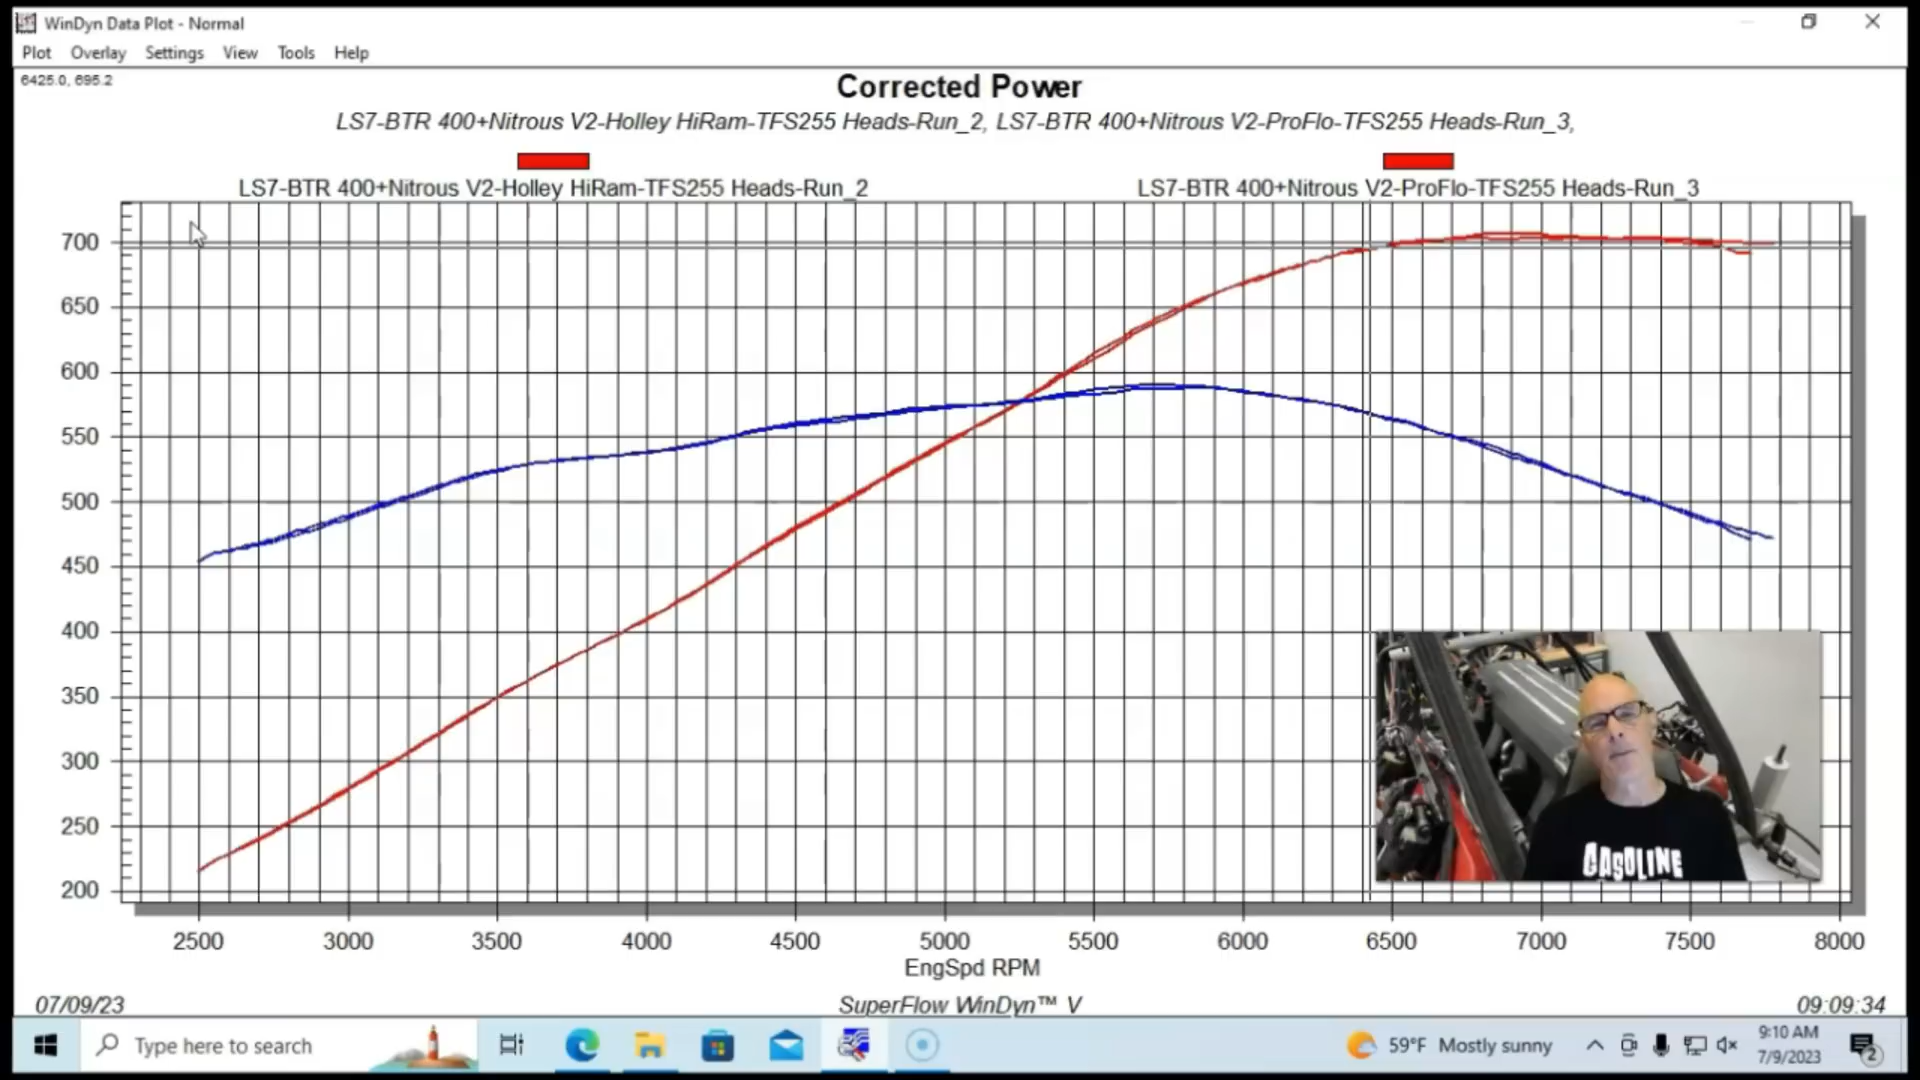 WinDyn Data Plot - Normal
Plot Overlay Settings View Tools Help
6425.0, 695.2
Corrected Power
LS7-BTR 400+Nitrous V2-Holley HiRam-TFS255 Heads-Run_2, LS7-BTR 400+Nitrous V2-ProFlo-TFS255 Heads-Run_3,
LS7-BTR 400+Nitrous V2-Holley HiRam-TFS255 Heads-Run_2 LS7-BTR 400+Nitrous V2-ProFlo-TFS255 Heads-Run_3
700
650
600
550
500
450
400
350
300
250
200
GASOLINE
2500 3000 3500 4000 4500 5000 5500 6000 6500 7000 7500 8000
EngSpd RPM
07/09/23 SuperFlow WinDyn™ V 09:09:34
Type here to search 59°F Mostly sunny 9:10 AM
7/9/2023
2